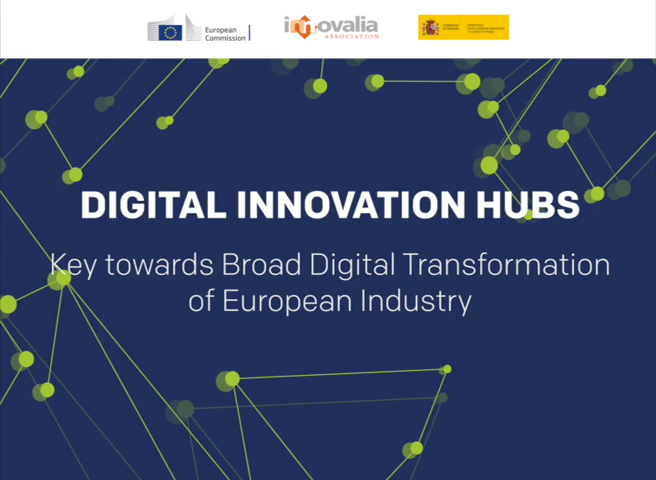 European
Commission
innovalia
ASSOCIATION
DIGITAL INNOVATION HUBS
Key towards Broad Digital Transformation
of European Industry